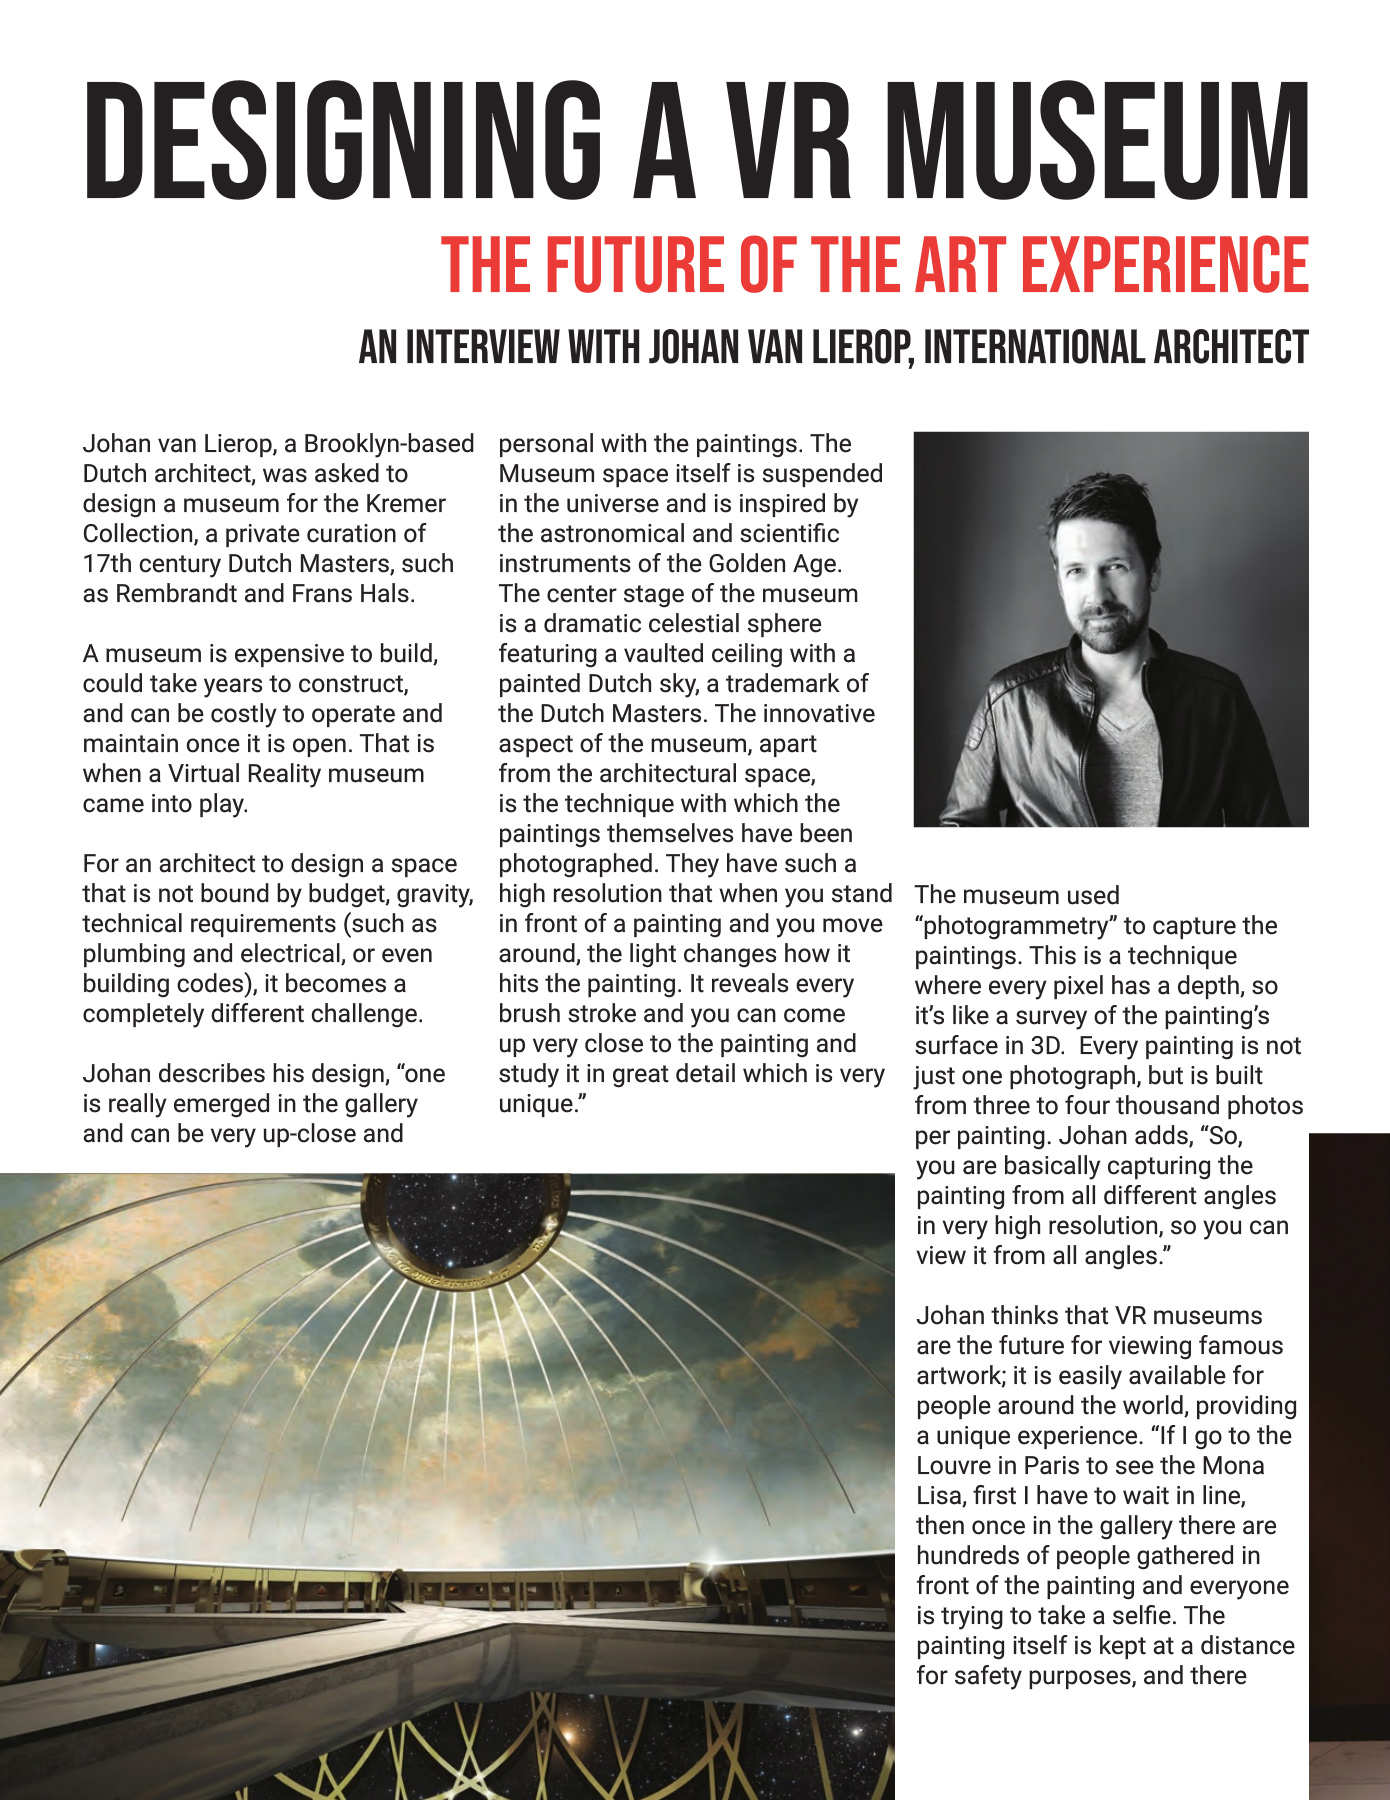 DESIGNING A VR MUSEUM
THE FUTURE OF THE ART EXPERIENCE
AN INTERVIEW WITH JOHAN VAN LIEROP, INTERNATIONAL ARCHITECT
Johan van Lierop, a Brooklyn-based
Dutch architect, was asked to
design a museum for the Kremer
Collection, a private curation of
17th century Dutch Masters, such
as Rembrandt and Frans Hals.
A museum is expensive to build,
could take years to construct,
and can be costly to operate and
maintain once it is open. That is
when a Virtual Reality museum
came into play.
For an architect to design a space
that is not bound by budget, gravity,
technical requirements (such as
plumbing and electrical, or even
building codes), it becomes a
completely different challenge.
Johan describes his design, “one
is really emerged in the gallery
and can be very up-close and
personal with the paintings. The
Museum space itself is suspended
in the universe and is inspired by
the astronomical and scientific
instruments of the Golden Age.
The center stage of the museum
is a dramatic celestial sphere
featuring a vaulted ceiling with a
painted Dutch sky, a trademark of
the Dutch Masters. The innovative
aspect of the museum, apart
from the architectural space,
is the technique with which the
paintings themselves have been
photographed. They have such a
high resolution that when you stand
in front of a painting and you move
around, the light changes how it
hits the painting. It reveals every
brush stroke and you can come
up very close to the painting and
study it in great detail which is very
unique.”
The museum used
“photogrammetry” to capture the
paintings. This is a technique
where every pixel has a depth, so
it’s like a survey of the painting’s
surface in 3D.  Every painting is not
just one photograph, but is built
from three to four thousand photos
per painting. Johan adds, “So,
you are basically capturing the
painting from all different angles
in very high resolution, so you can
view it from all angles.”
Johan thinks that VR museums
are the future for viewing famous
artwork; it is easily available for
people around the world, providing
a unique experience. “If I go to the
Louvre in Paris to see the Mona
Lisa, first I have to wait in line,
then once in the gallery there are
hundreds of people gathered in
front of the painting and everyone
is trying to take a selfie. The
painting itself is kept at a distance
for safety purposes, and there